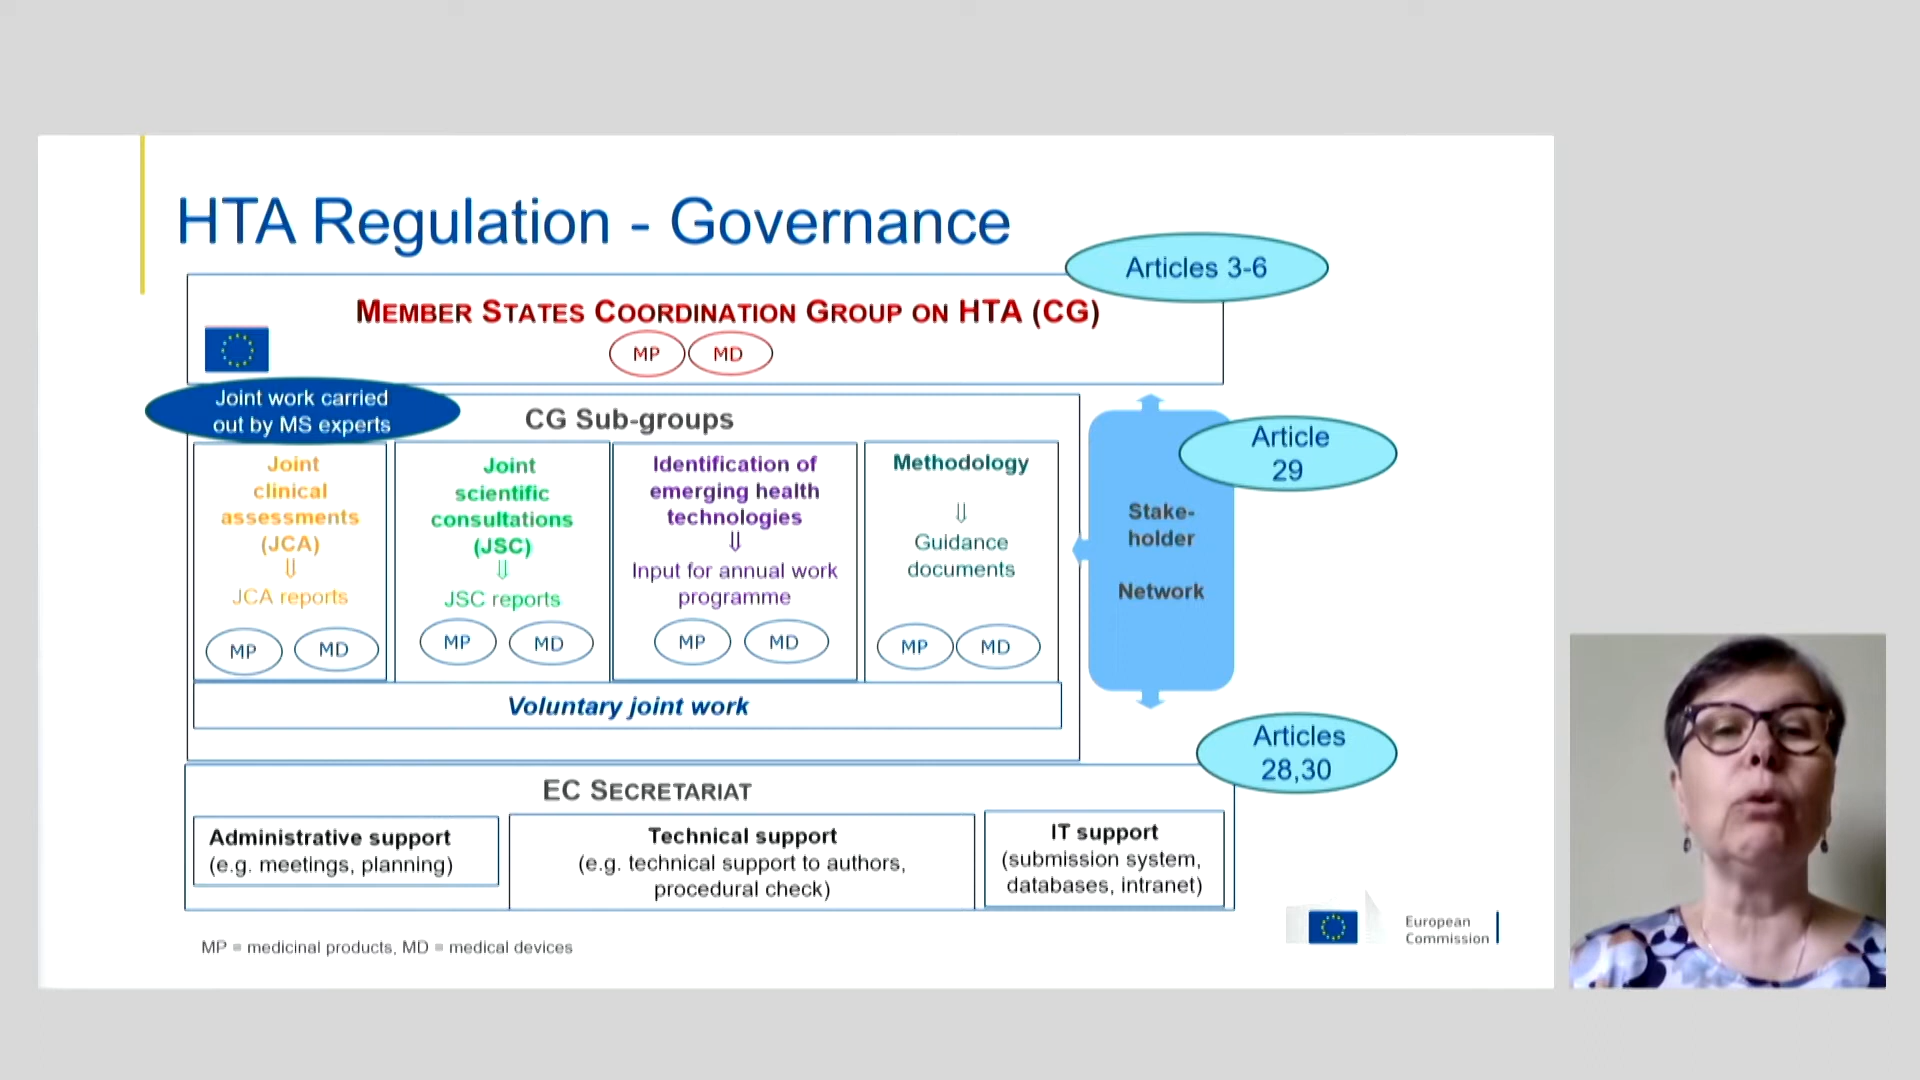 HTA Regulation - Governance
Articles 3-6
MEMBER STATES COORDINATION GROUP ON HTA (CG)
MP
MD
Joint work carried
out by MS experts
CG Sub-groups
Joint
clinical
assessments
(JCA)
⇓
JCA reports
MP
MD
Joint
scientific
consultations
(JSC)
⇓
JSC reports
MP
MD
Identification of
emerging health
technologies
⇓
Input for annual work
programme
MP
MD
Methodology
⇓
Guidance
documents
MP
MD
Voluntary joint work
Article
29
Stake-
holder
Network
Articles
28,30
EC SECRETARIAT
Administrative support
(e.g. meetings, planning)
Technical support
(e.g. technical support to authors,
procedural check)
IT support
(submission system,
databases, intranet)
MP = medicinal products, MD = medical devices
European
Commission